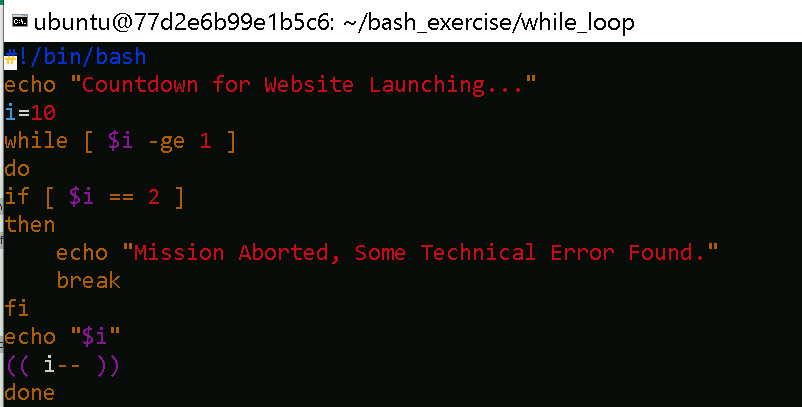 ubuntu@77d2e6b99e1b5c6: ~/bash_exercise/while_loop
#!/bin/bash
echo "Countdown for Website Launching..."
i=10
while [ $i -ge 1 ]
do
if [ $i == 2 ]
then
    echo "Mission Aborted, Some Technical Error Found."
    break
fi
echo "$i"
(( i-- ))
done